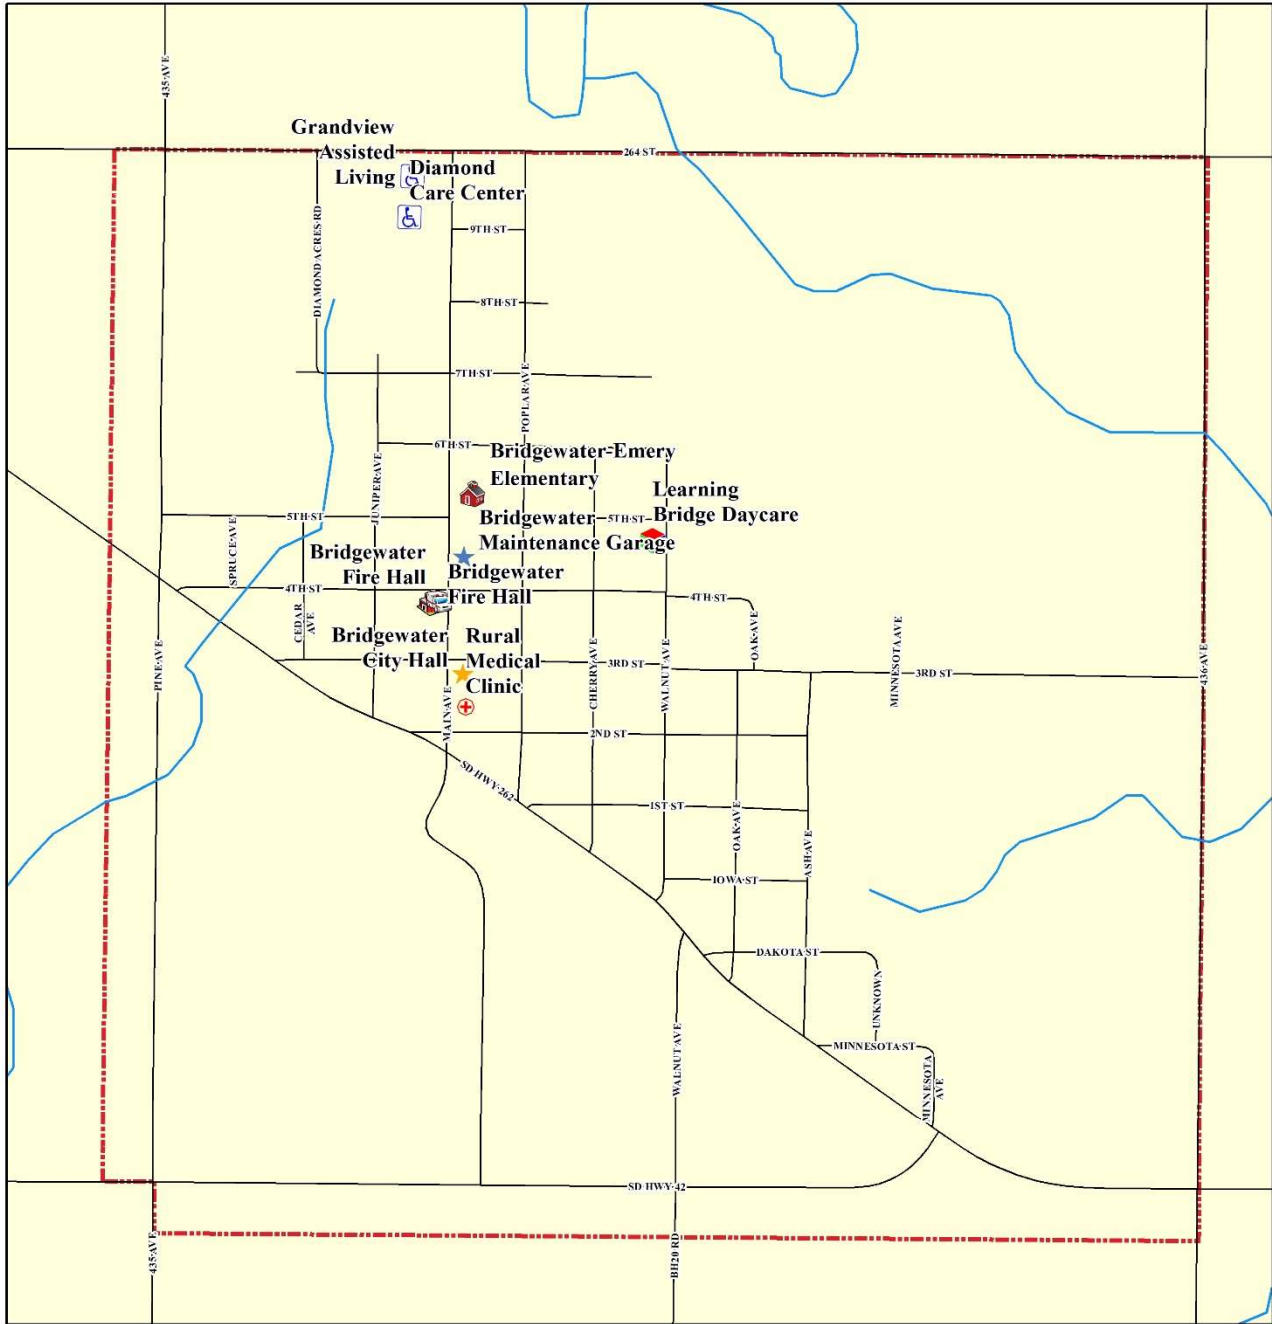 435 AVE
Grandview
Assisted
Living
264 ST
Diamond
Care Center
DIAMOND ACRES RD
9TH ST
8TH ST
7TH ST
POPLAR AVE
6TH ST
Bridgewater-Emery
Elementary
JUNIPER AVE
Learning
Bridge Daycare
5TH ST
SPRUCE AVE
Bridgewater
Maintenance Garage
5TH ST
Bridgewater
Fire Hall
Bridgewater
Fire Hall
4TH ST
4TH ST
CEDAR
AVE
Bridgewater
City Hall
Rural
Medical
Clinic
OAK AVE
MINNESOTA AVE
PINE AVE
3RD ST
3RD ST
436 AVE
MAIN AVE
CHERRY AVE
WALNUT AVE
2ND ST
SD HWY 262
1ST ST
OAK AVE
ASH AVE
IOWA ST
DAKOTA ST
UNKNOWN
WALNUT AVE
MINNESOTA ST
MINNESOTA
AVE
SD HWY 42
435 AVE
BH20 RD